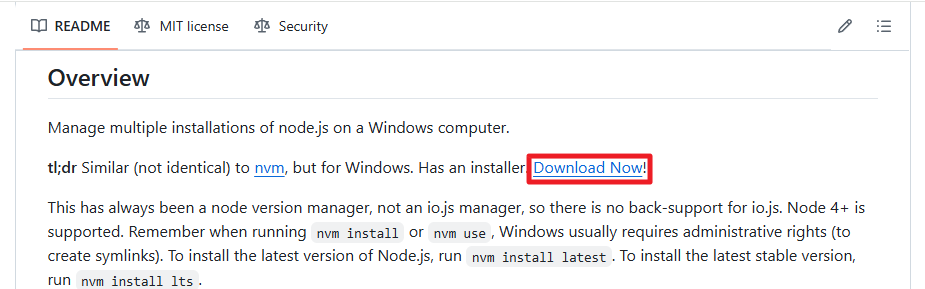 README MIT license Security
Overview
Manage multiple installations of node.js on a Windows computer.
tl;dr Similar (not identical) to nvm, but for Windows. Has an installer. Download Now!
This has always been a node version manager, not an io.js manager, so there is no back-support for io.js. Node 4+ is
supported. Remember when running nvm install or nvm use, Windows usually requires administrative rights (to
create symlinks). To install the latest version of Node.js, run nvm install latest. To install the latest stable version,
run nvm install lts.